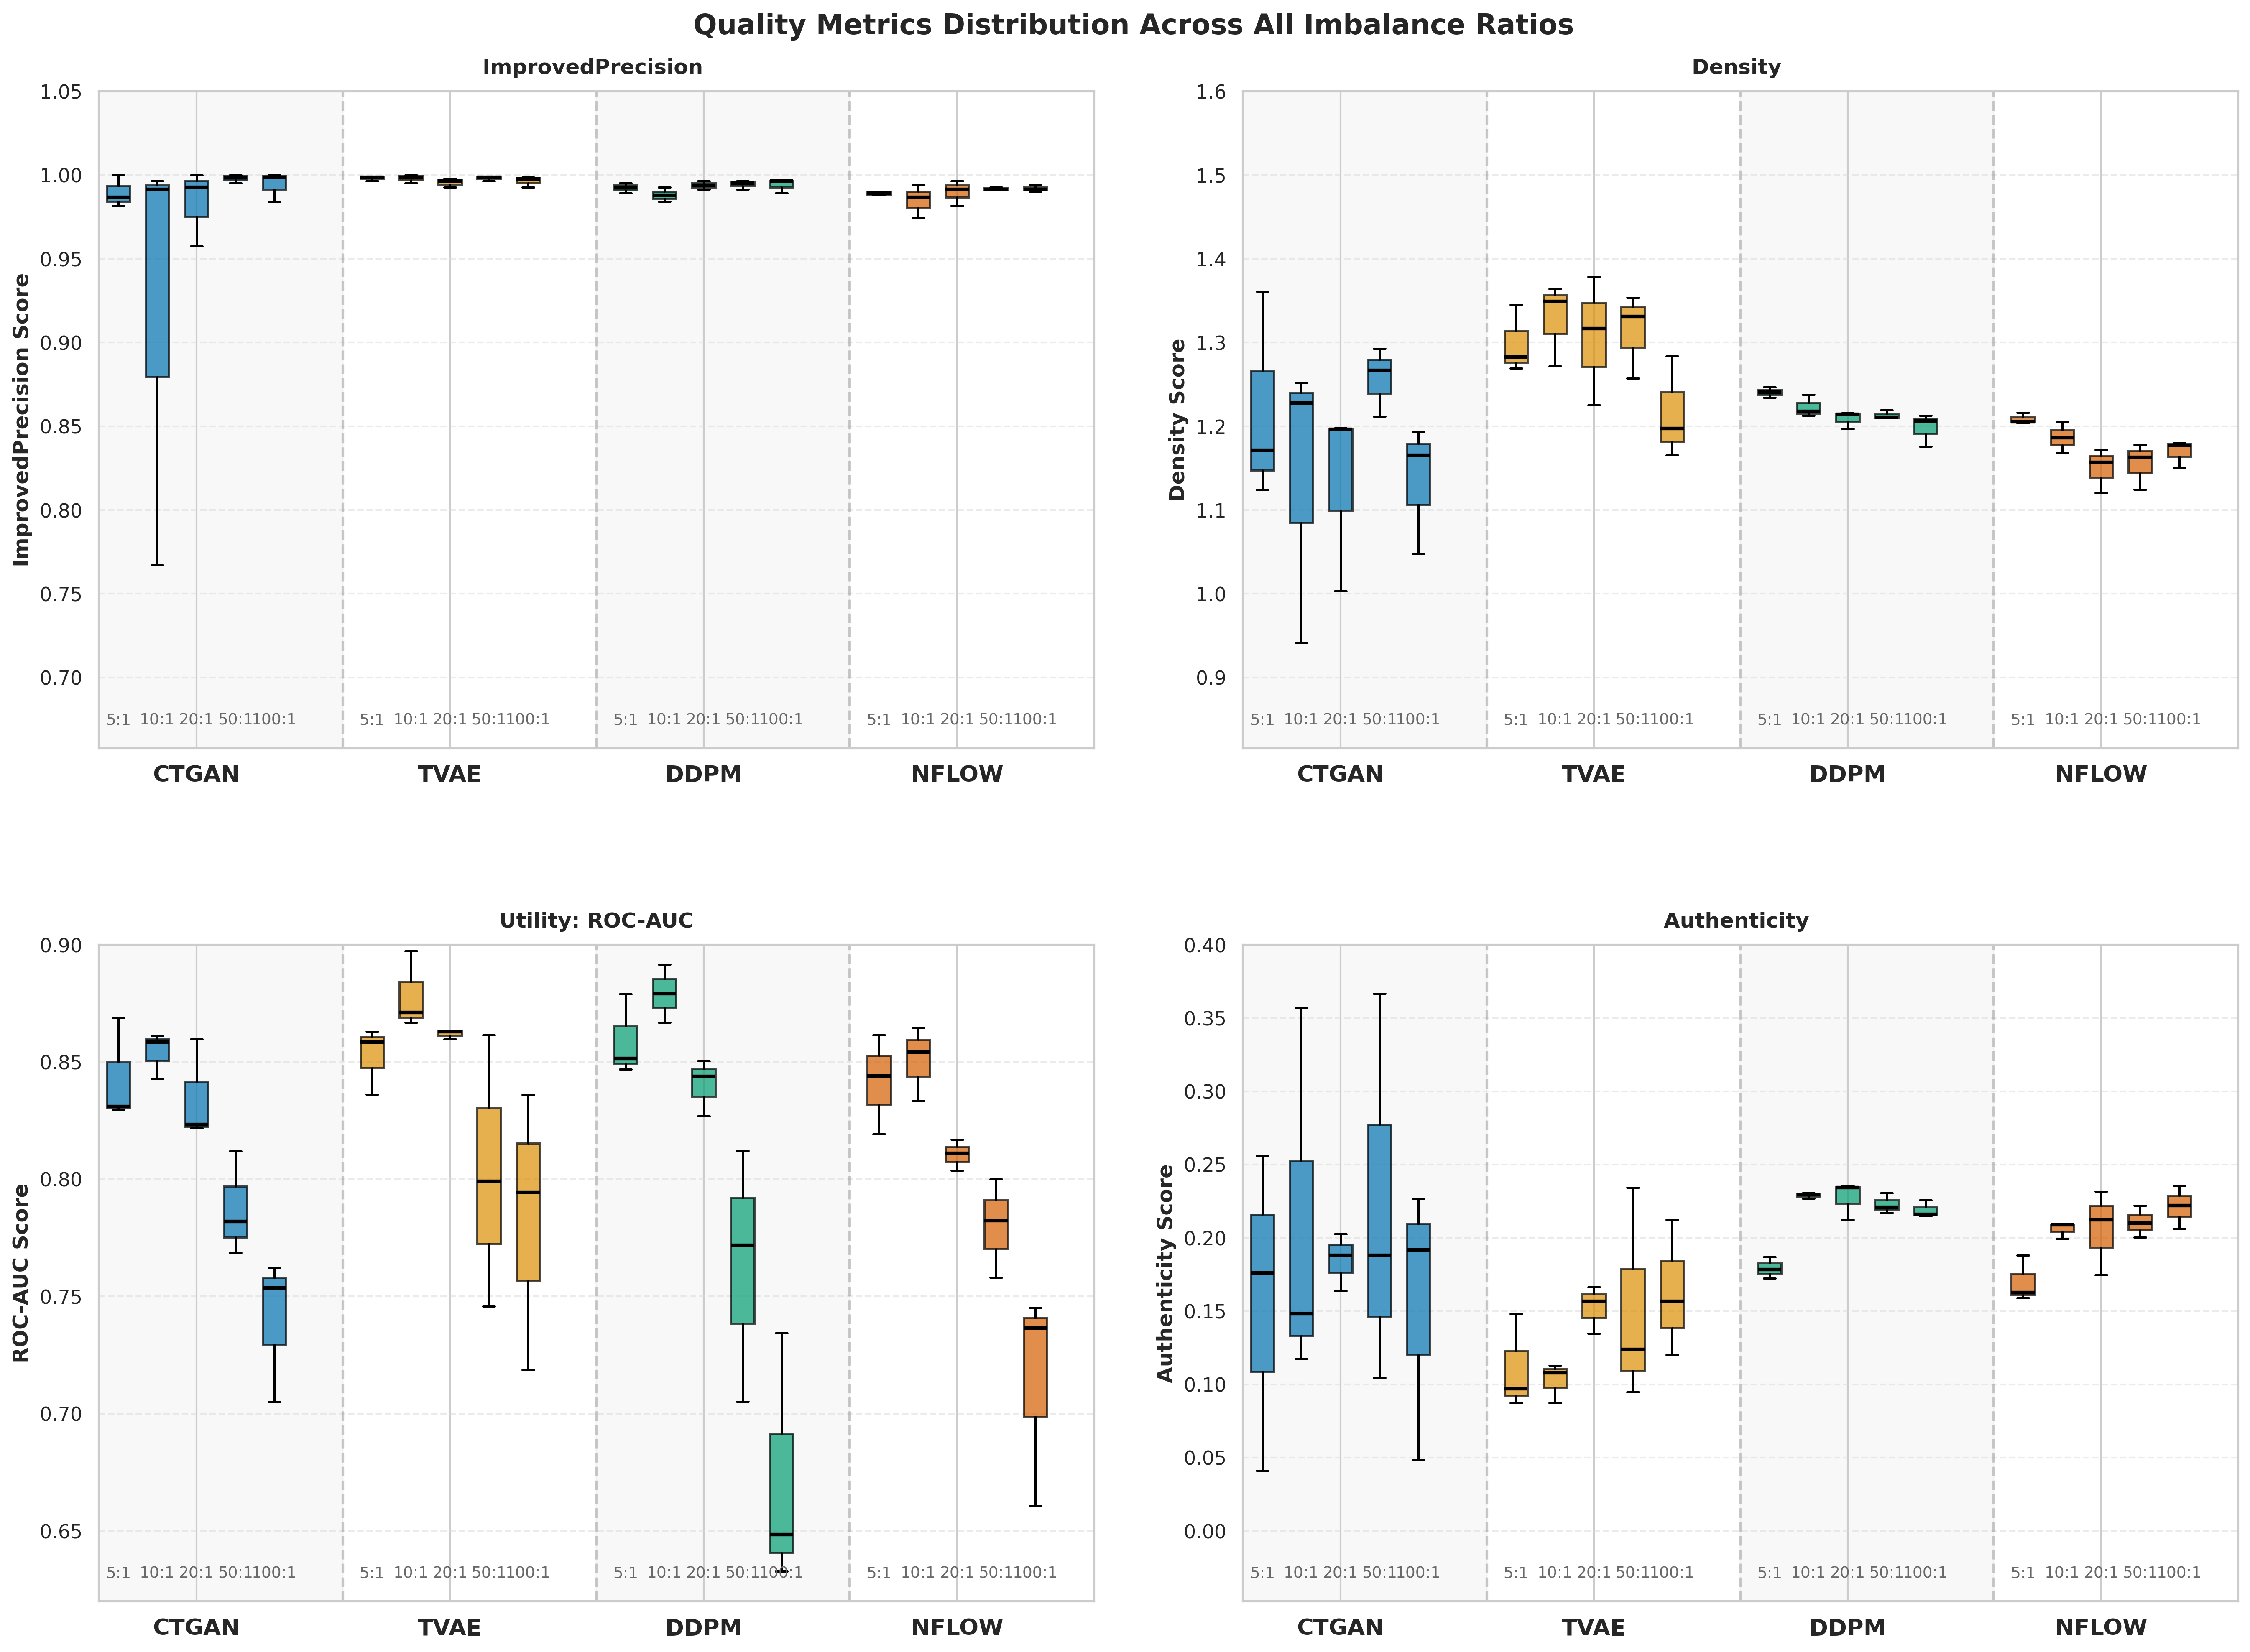 Quality Metrics Distribution Across All Imbalance Ratios
ImprovedPrecision
ImprovedPrecision Score
1.05
1.00
0.95
0.90
0.85
0.80
0.75
0.70
5:1 10:1 20:1 50:1 100:1 5:1 10:1 20:1 50:1 100:1 5:1 10:1 20:1 50:1 100:1 5:1 10:1 20:1 50:1 100:1
CTGAN TVAE DDPM NFLOW
Density
Density Score
1.6
1.5
1.4
1.3
1.2
1.1
1.0
0.9
5:1 10:1 20:1 50:1 100:1 5:1 10:1 20:1 50:1 100:1 5:1 10:1 20:1 50:1 100:1 5:1 10:1 20:1 50:1 100:1
CTGAN TVAE DDPM NFLOW
Utility: ROC-AUC
ROC-AUC Score
0.90
0.85
0.80
0.75
0.70
0.65
5:1 10:1 20:1 50:1 100:1 5:1 10:1 20:1 50:1 100:1 5:1 10:1 20:1 50:1 100:1 5:1 10:1 20:1 50:1 100:1
CTGAN TVAE DDPM NFLOW
Authenticity
Authenticity Score
0.40
0.35
0.30
0.25
0.20
0.15
0.10
0.05
0.00
5:1 10:1 20:1 50:1 100:1 5:1 10:1 20:1 50:1 100:1 5:1 10:1 20:1 50:1 100:1 5:1 10:1 20:1 50:1 100:1
CTGAN TVAE DDPM NFLOW